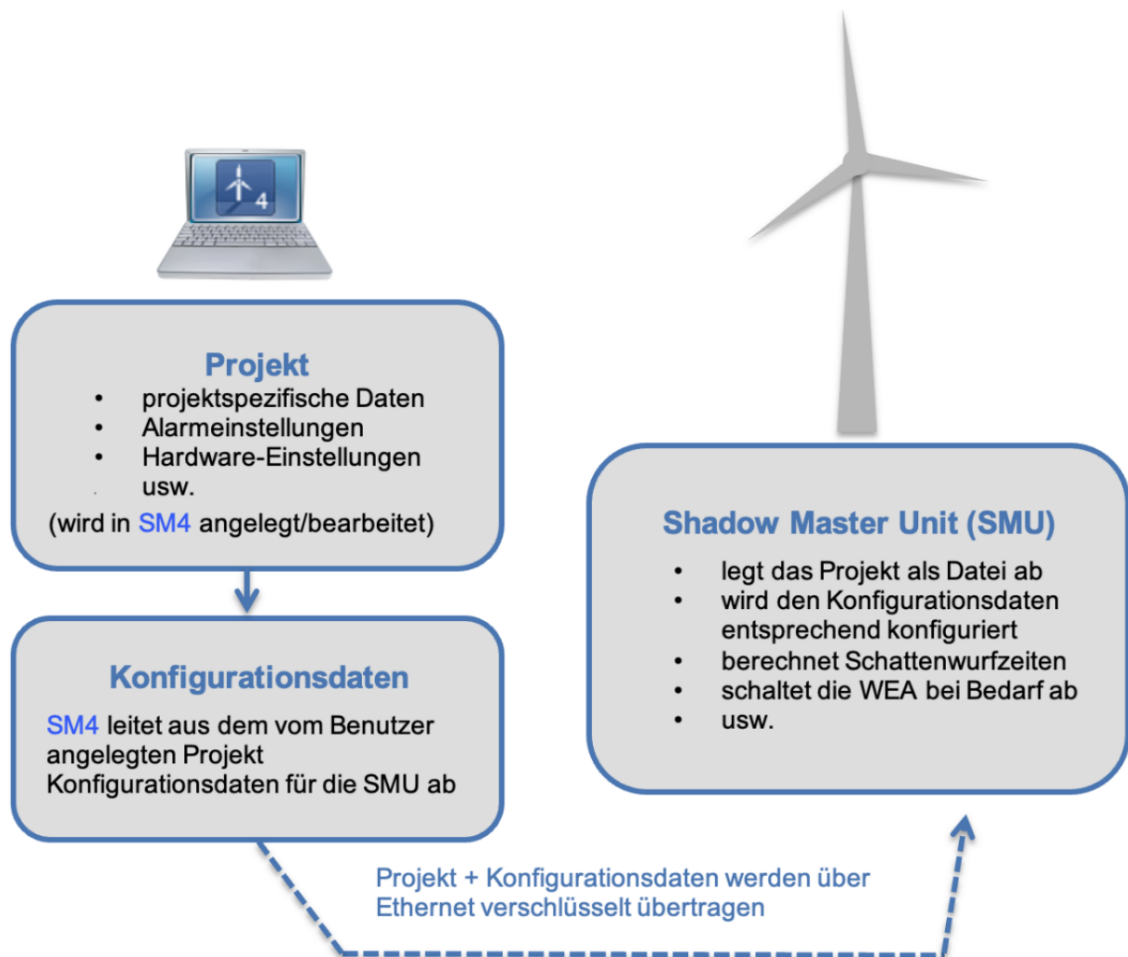 4
Projekt
• projektspezifische Daten
• Alarmeinstellungen
• Hardware-Einstellungen
. usw.
(wird in SM4 angelegt/bearbeitet)
Konfigurationsdaten
SM4 leitet aus dem vom Benutzer
angelegten Projekt
Konfigurationsdaten für die SMU ab
Shadow Master Unit (SMU)
• legt das Projekt als Datei ab
• wird den Konfigurationsdaten
entsprechend konfiguriert
• berechnet Schattenwurfzeiten
• schaltet die WEA bei Bedarf ab
• usw.
Projekt + Konfigurationsdaten werden über
Ethernet verschlüsselt übertragen